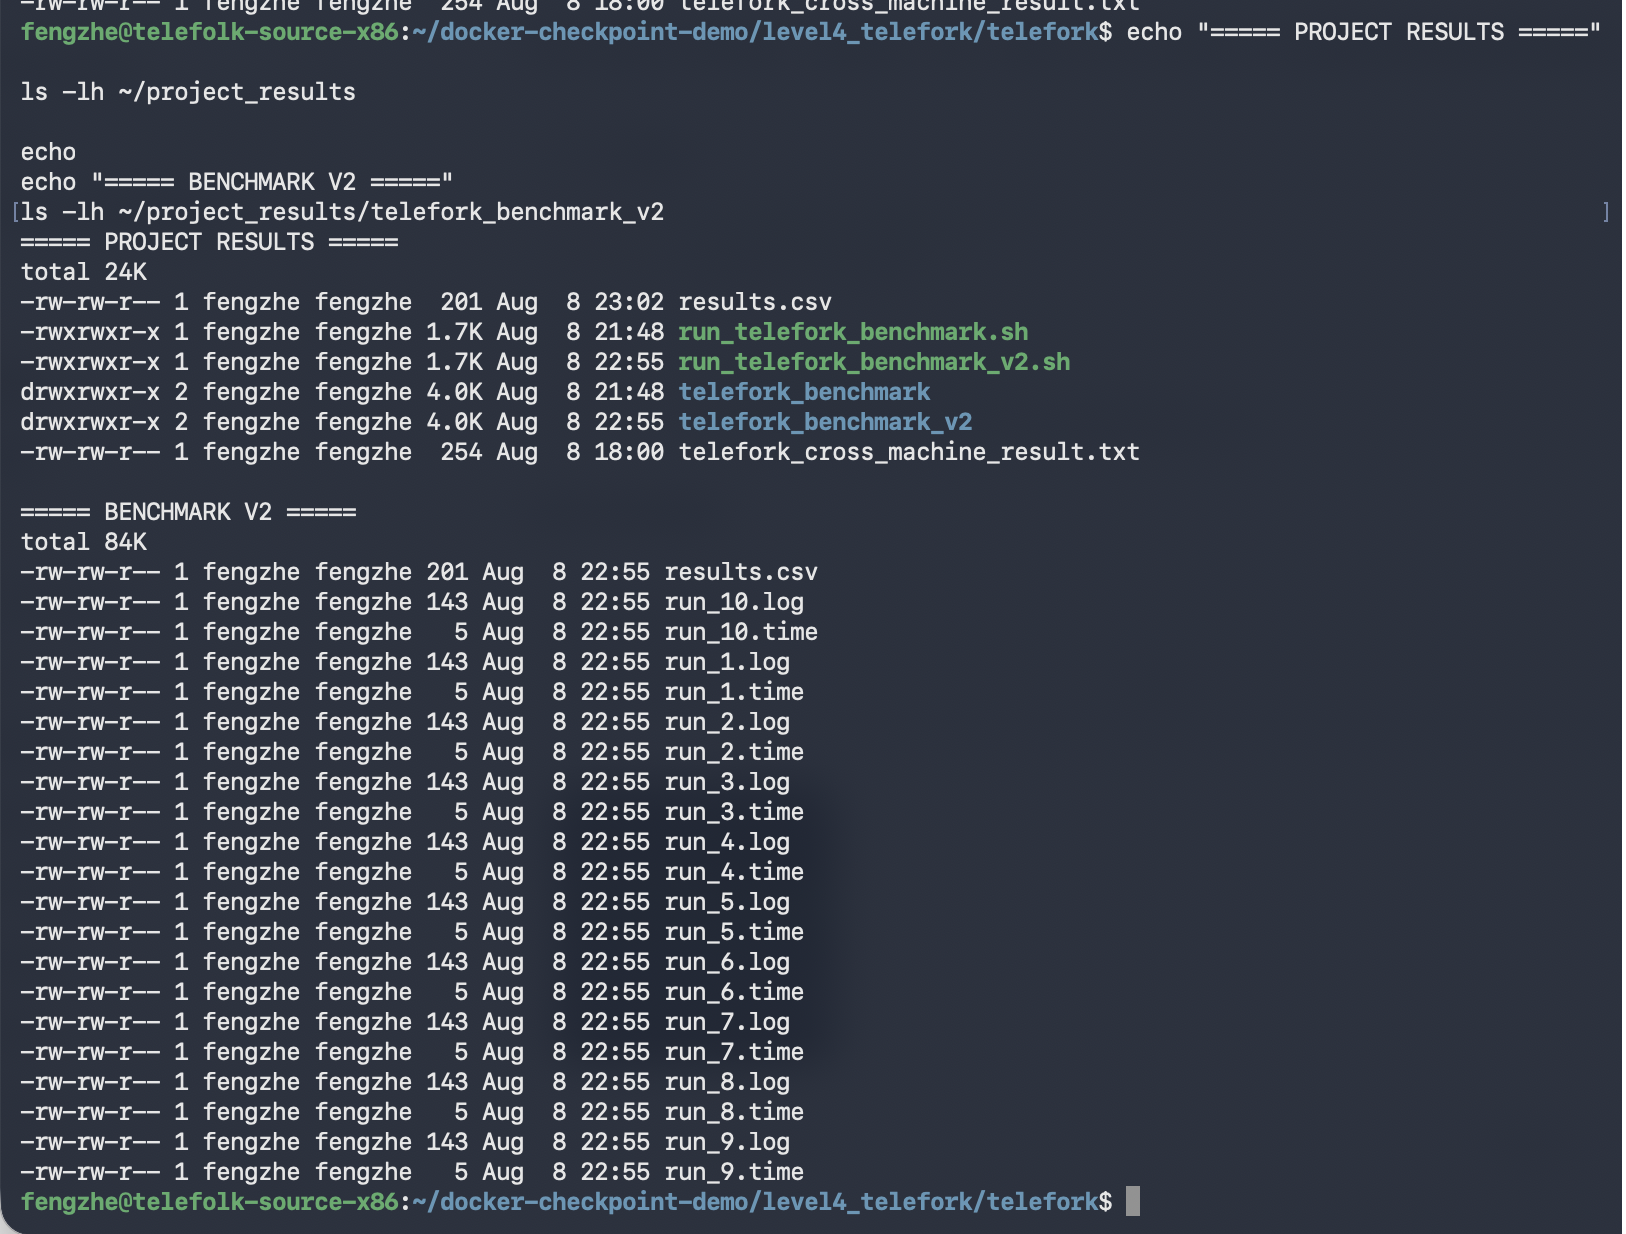 -rw-rw-r-- 1 fengzhe fengzhe  254 Aug  8 18:00 telefork_cross_machine_result.txt
fengzhe@telefolk-source-x86:~/docker-checkpoint-demo/level4_telefork/telefork$ echo "===== PROJECT RESULTS ====="
ls -lh ~/project_results
echo
echo "===== BENCHMARK V2 ====="
[ls -lh ~/project_results/telefork_benchmark_v2 ]
===== PROJECT RESULTS =====
total 24K
-rw-rw-r-- 1 fengzhe fengzhe  201 Aug  8 23:02 results.csv
-rwxrwxr-x 1 fengzhe fengzhe 1.7K Aug  8 21:48 run_telefork_benchmark.sh
-rwxrwxr-x 1 fengzhe fengzhe 1.7K Aug  8 22:55 run_telefork_benchmark_v2.sh
drwxrwxr-x 2 fengzhe fengzhe 4.0K Aug  8 21:48 telefork_benchmark
drwxrwxr-x 2 fengzhe fengzhe 4.0K Aug  8 22:55 telefork_benchmark_v2
-rw-rw-r-- 1 fengzhe fengzhe  254 Aug  8 18:00 telefork_cross_machine_result.txt
===== BENCHMARK V2 =====
total 84K
-rw-rw-r-- 1 fengzhe fengzhe 201 Aug  8 22:55 results.csv
-rw-rw-r-- 1 fengzhe fengzhe 143 Aug  8 22:55 run_10.log
-rw-rw-r-- 1 fengzhe fengzhe   5 Aug  8 22:55 run_10.time
-rw-rw-r-- 1 fengzhe fengzhe 143 Aug  8 22:55 run_1.log
-rw-rw-r-- 1 fengzhe fengzhe   5 Aug  8 22:55 run_1.time
-rw-rw-r-- 1 fengzhe fengzhe 143 Aug  8 22:55 run_2.log
-rw-rw-r-- 1 fengzhe fengzhe   5 Aug  8 22:55 run_2.time
-rw-rw-r-- 1 fengzhe fengzhe 143 Aug  8 22:55 run_3.log
-rw-rw-r-- 1 fengzhe fengzhe   5 Aug  8 22:55 run_3.time
-rw-rw-r-- 1 fengzhe fengzhe 143 Aug  8 22:55 run_4.log
-rw-rw-r-- 1 fengzhe fengzhe   5 Aug  8 22:55 run_4.time
-rw-rw-r-- 1 fengzhe fengzhe 143 Aug  8 22:55 run_5.log
-rw-rw-r-- 1 fengzhe fengzhe   5 Aug  8 22:55 run_5.time
-rw-rw-r-- 1 fengzhe fengzhe 143 Aug  8 22:55 run_6.log
-rw-rw-r-- 1 fengzhe fengzhe   5 Aug  8 22:55 run_6.time
-rw-rw-r-- 1 fengzhe fengzhe 143 Aug  8 22:55 run_7.log
-rw-rw-r-- 1 fengzhe fengzhe   5 Aug  8 22:55 run_7.time
-rw-rw-r-- 1 fengzhe fengzhe 143 Aug  8 22:55 run_8.log
-rw-rw-r-- 1 fengzhe fengzhe   5 Aug  8 22:55 run_8.time
-rw-rw-r-- 1 fengzhe fengzhe 143 Aug  8 22:55 run_9.log
-rw-rw-r-- 1 fengzhe fengzhe   5 Aug  8 22:55 run_9.time
fengzhe@telefolk-source-x86:~/docker-checkpoint-demo/level4_telefork/telefork$